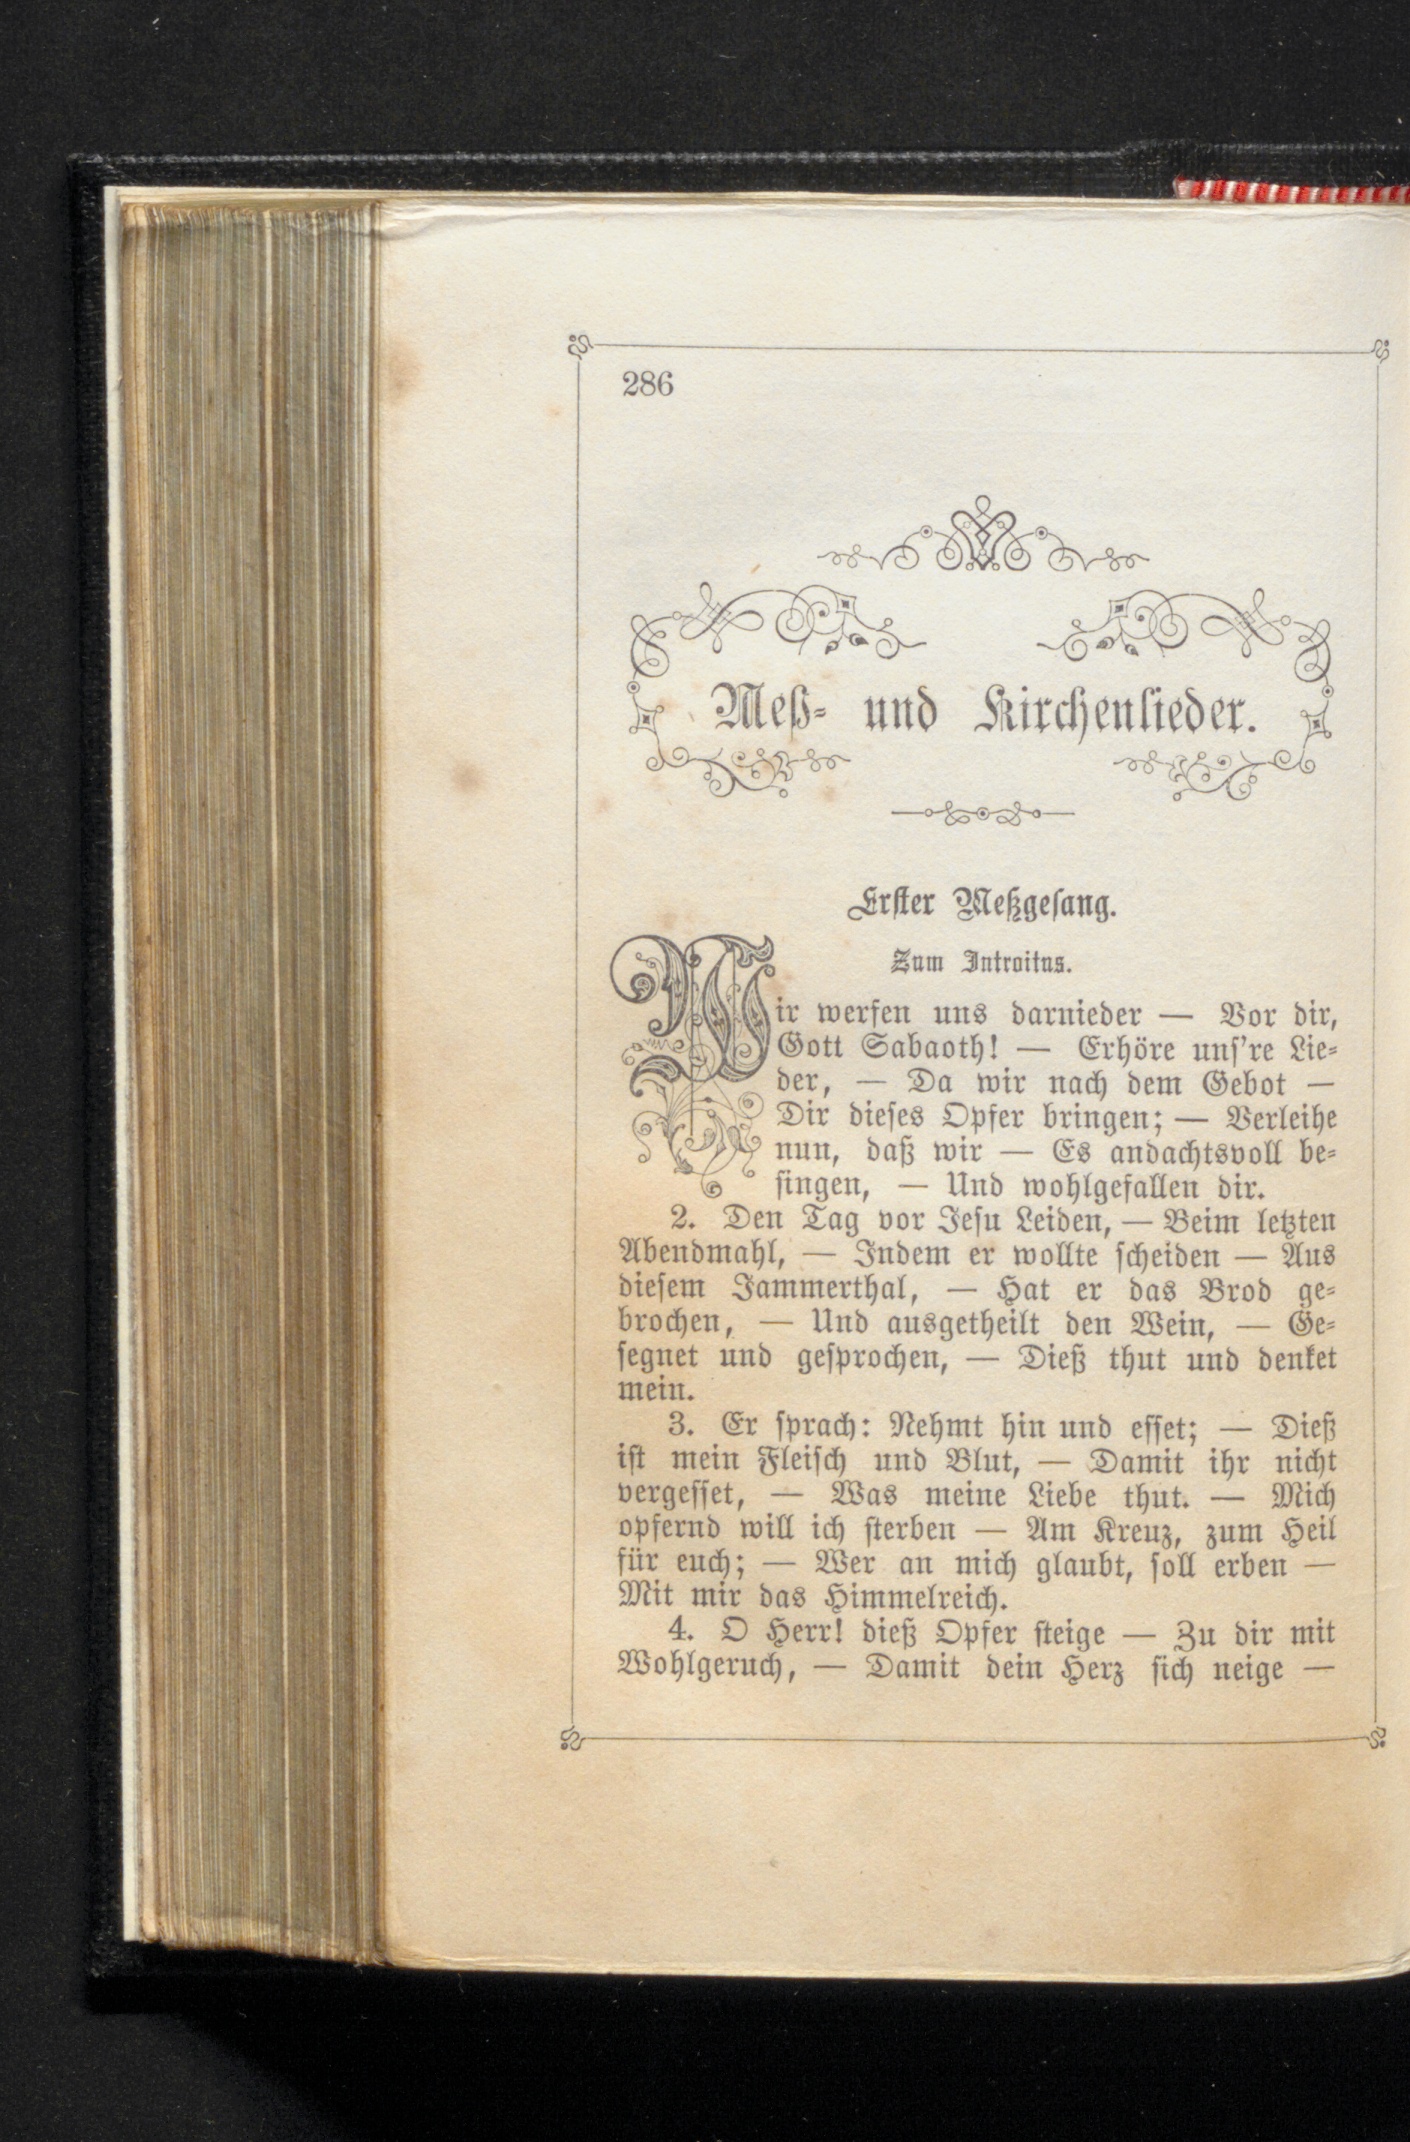 286
Meß- und Kirchenlieder.
Erster Meßgesang.
Zum Introitus.
Wir werfen uns darnieder — Vor dir,
Gott Sabaoth! — Erhöre uns're Lie-
der, — Da wir nach dem Gebot —
Dir dieses Opfer bringen; — Verleihe
nun, daß wir — Es andachtsvoll be-
singen, — Und wohlgefallen dir.
2. Den Tag vor Jesu Leiden, — Beim letzten
Abendmahl, — Indem er wollte scheiden — Aus
diesem Jammerthal, — Hat er das Brod ge-
brochen, — Und ausgetheilt den Wein, — Ge-
segnet und gesprochen, — Dieß thut und denket
mein.
3. Er sprach: Nehmt hin und esset; — Dieß
ist mein Fleisch und Blut, — Damit ihr nicht
vergesset, — Was meine Liebe thut. — Mich
opfernd will ich sterben — Am Kreuz, zum Heil
für euch; — Wer an mich glaubt, soll erben —
Mit mir das Himmelreich.
4. O Herr! dieß Opfer steige — Zu dir mit
Wohlgeruch, — Damit dein Herz sich neige —